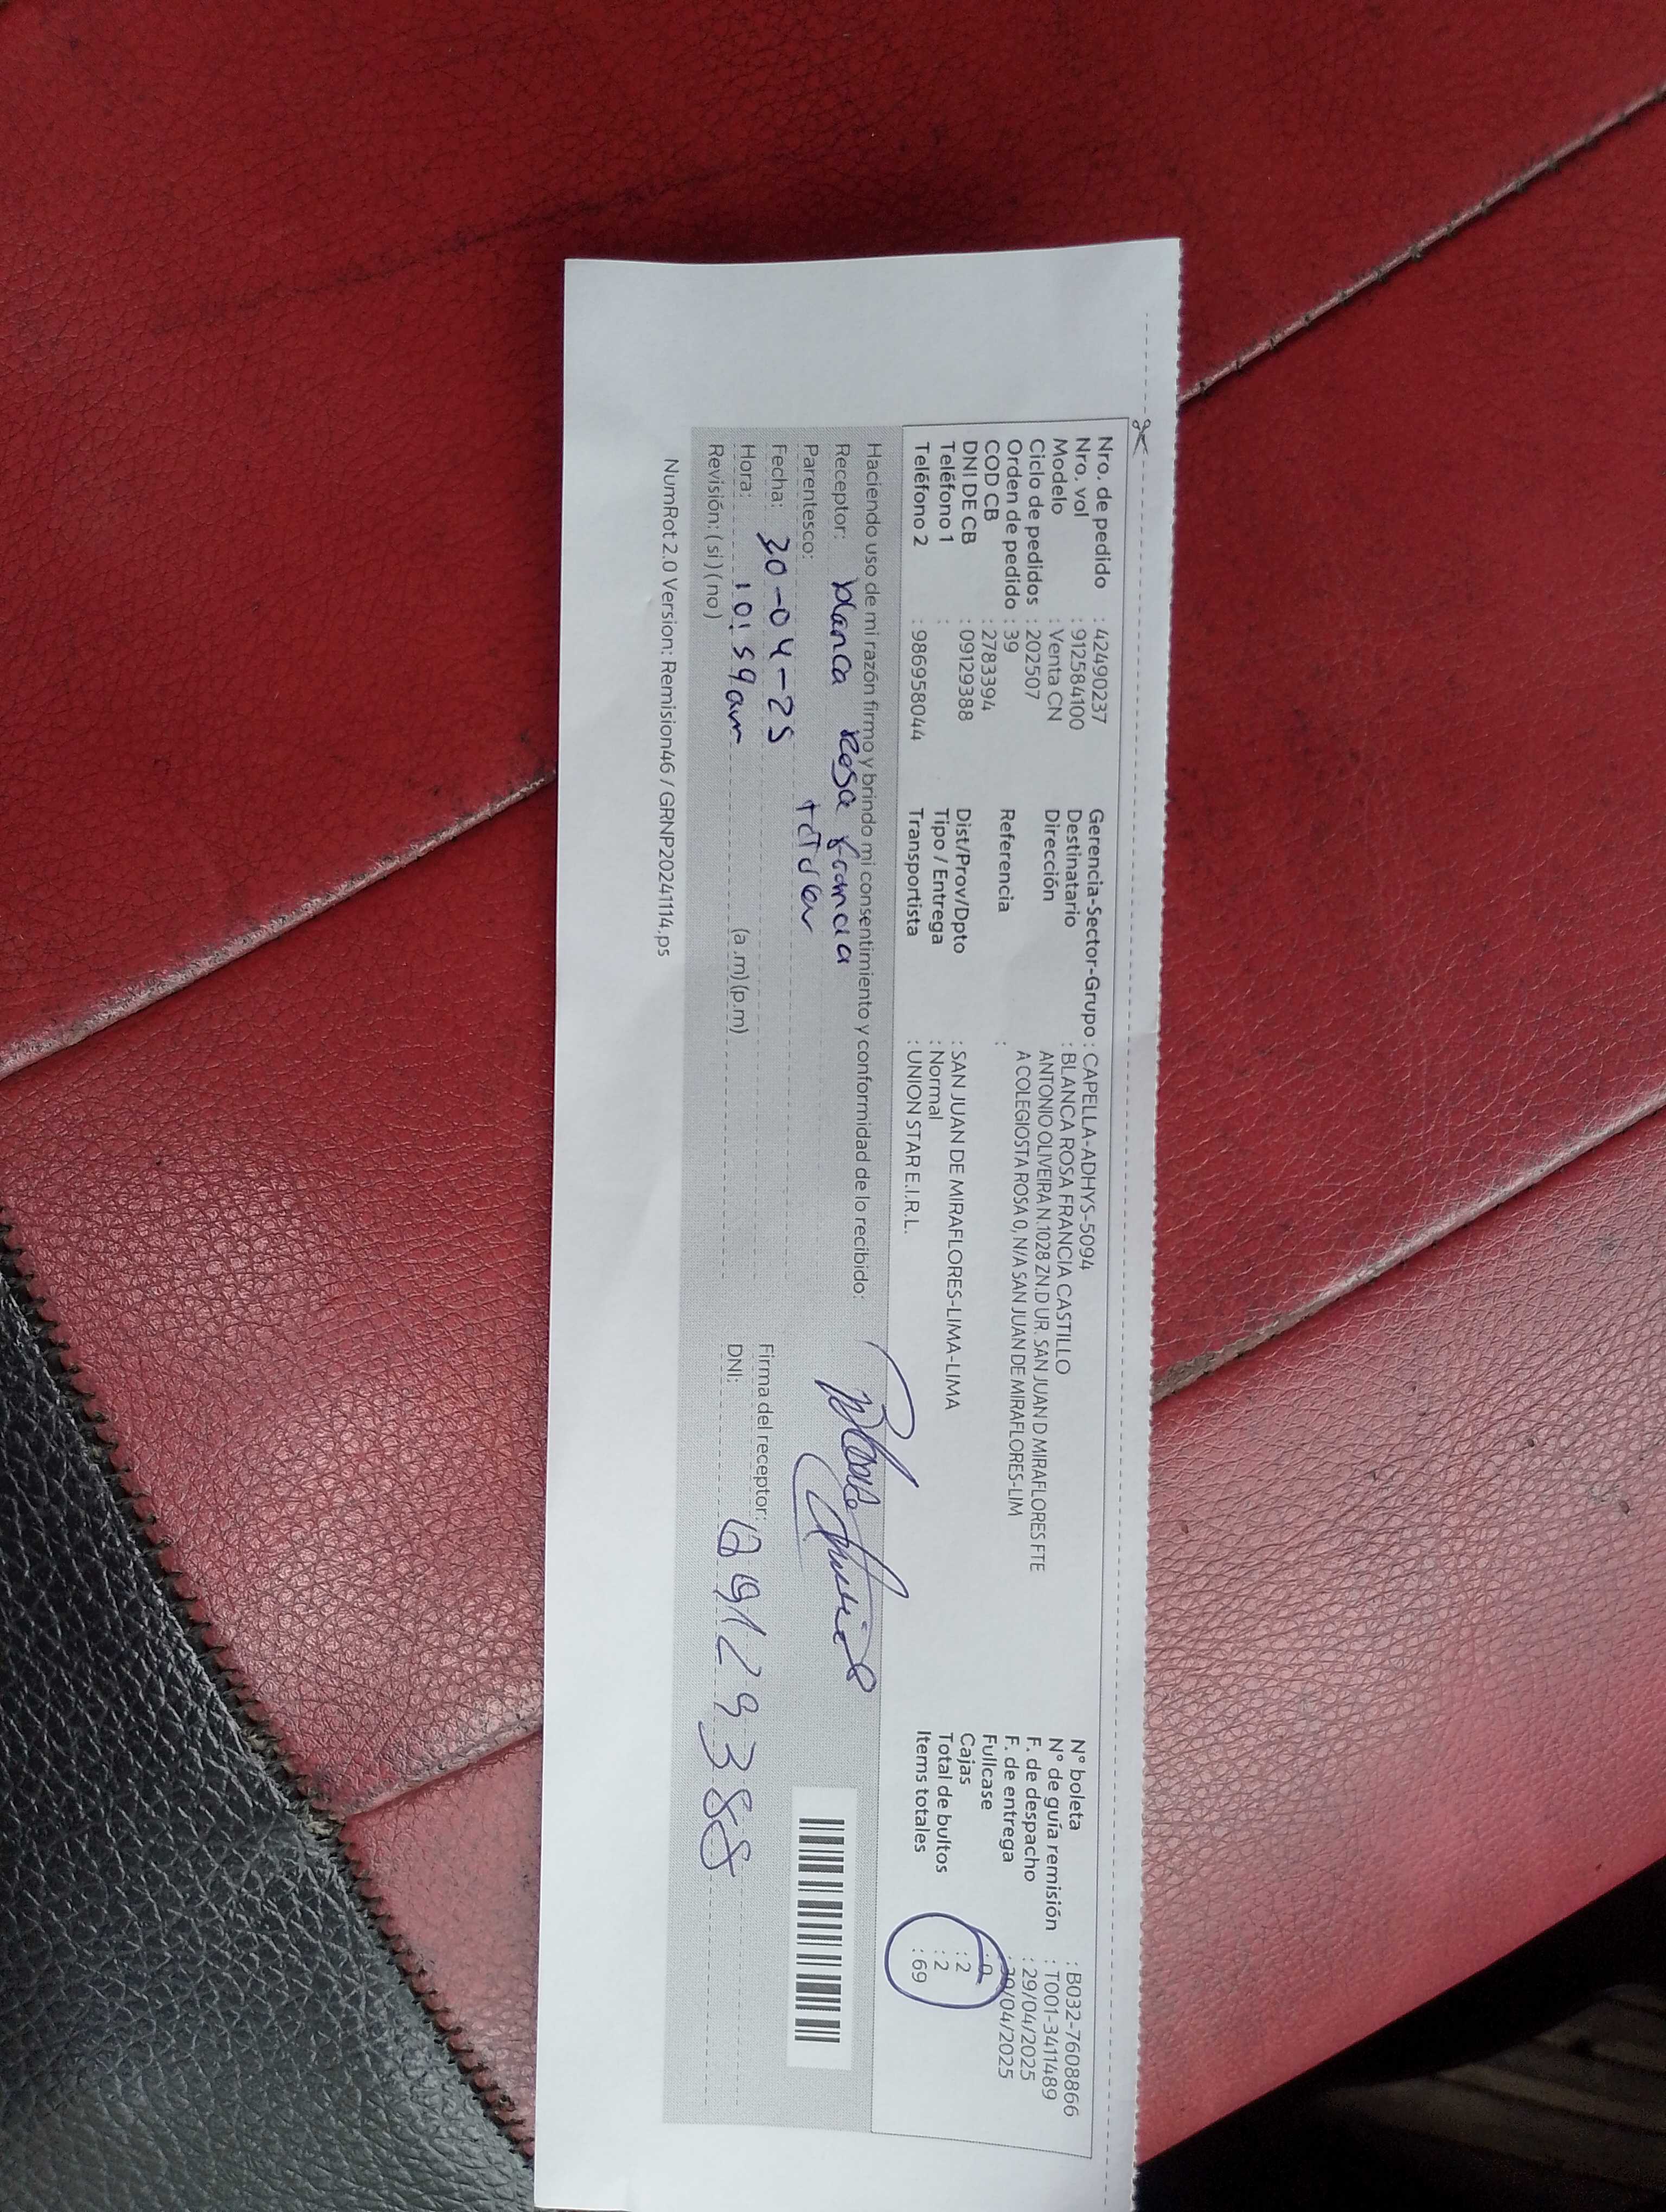 Nro. de pedido : 42490237
Nro. vol : 912584100
Modelo : Venta CN
Ciclo de pedidos : 202507
Orden de pedido : 39
COD CB : 2783394
DNI DE CB : 09129388
Teléfono 1 :
Teléfono 2 : 986958044
Gerencia-Sector-Grupo : CAPELLA-ADHYS-5094
Destinatario : BLANCA ROSA FRANCIA CASTILLO
Dirección ANTONIO OLIVEIRA N.1028 ZN.D UR. SAN JUAN D MIRAFLORES FTE
A COLEGIOSTA ROSA 0, N/A SAN JUAN DE MIRAFLORES-LIM
Referencia :
Dist/Prov/Dpto : SAN JUAN DE MIRAFLORES-LIMA-LIMA
Tipo / Entrega : Normal
Transportista : UNION STAR E.I.R.L.
N° boleta : B032-7608866
N° de guía remisión : T001-3411489
F. de despacho : 29/04/2025
F. de entrega : 30/04/2025
Fullcase : 0
Cajas : 2
Total de bultos : 2
Items totales : 69
Haciendo uso de mi razón firmo y brindo mi consentimiento y conformidad de lo recibido:
Receptor: blanca Rosa francia
Parentesco: titular
Fecha: 30-04-25
Hora: 10:59am (a.m) (p.m)
Revisión: (si) (no)
Firma del receptor:
DNI: 09129388
NumRot 2.0 Version: Remision46 / GRNP20241114.ps